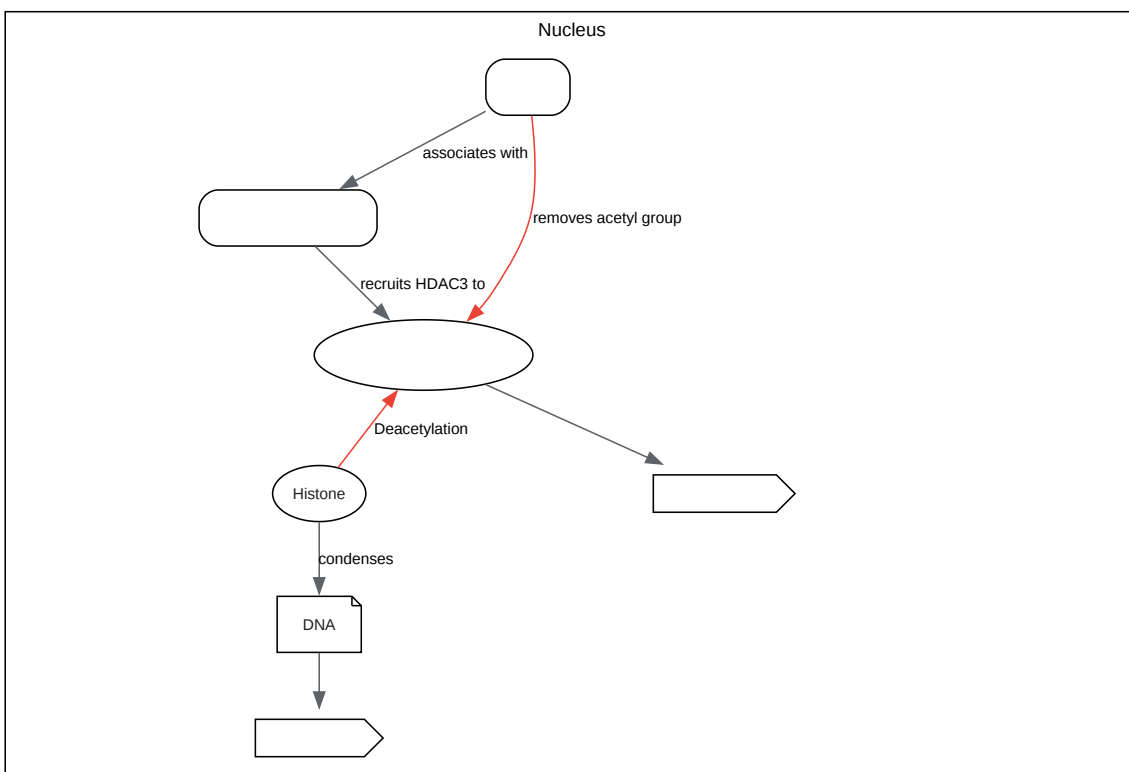 Nucleus
associates with
removes acetyl group
recruits HDAC3 to
Deacetylation
Histone
condenses
DNA